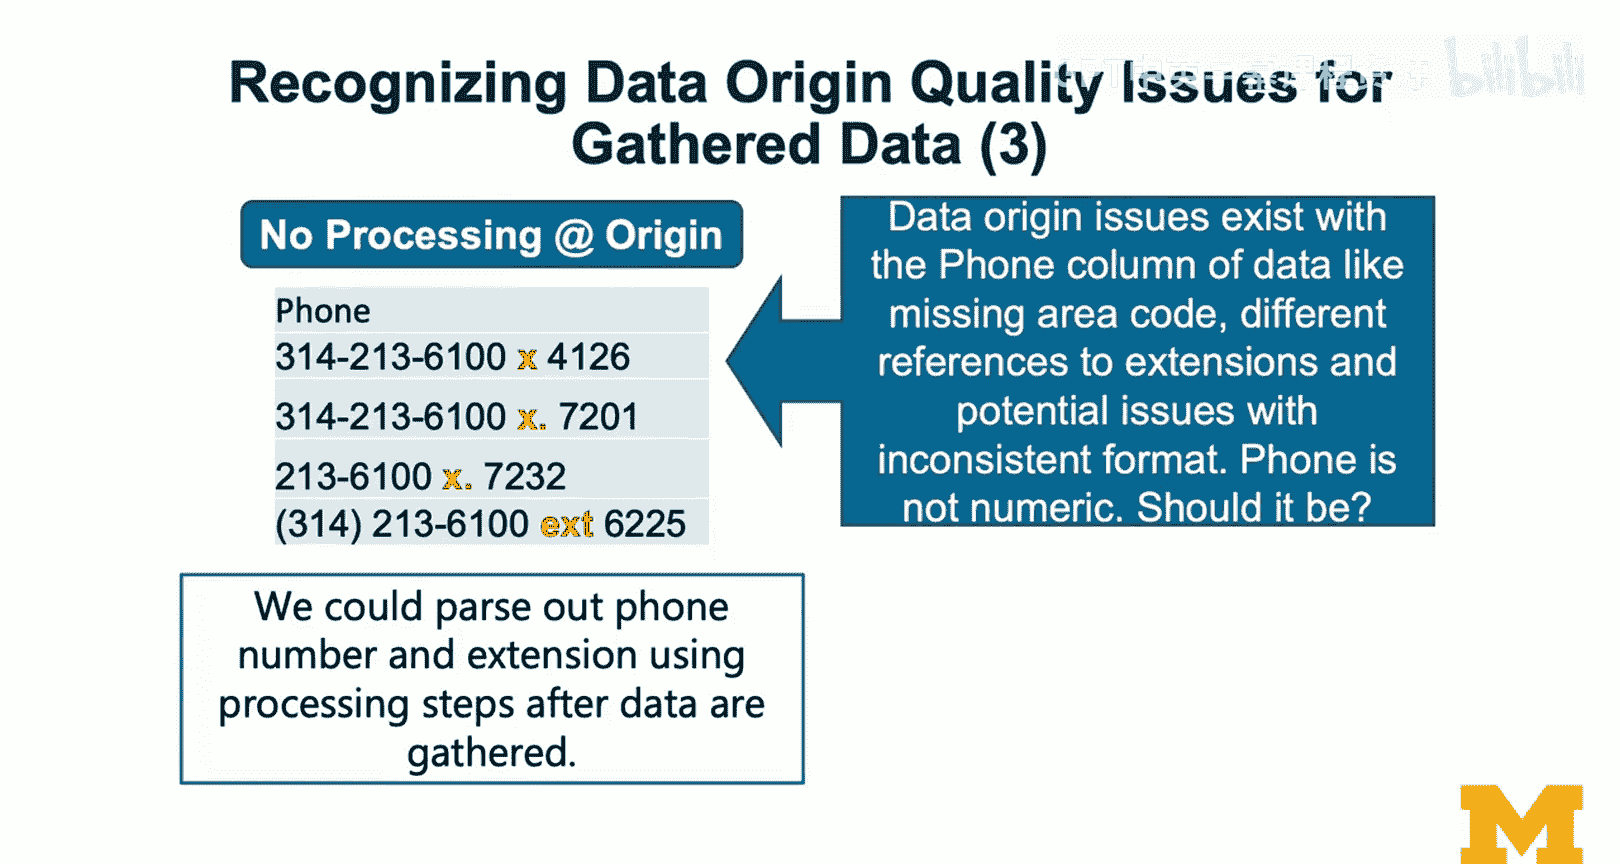 Recognizing Data Origin Quality Issues for
Gathered Data (3)
bilibili
No Processing @ Origin
Phone
314-213-6100 x 4126
314-213-6100 x. 7201
213-6100 x. 7232
(314) 213-6100 ext 6225
Data origin issues exist with
the Phone column of data like
missing area code, different
references to extensions and
potential issues with
inconsistent format. Phone is
not numeric. Should it be?
We could parse out phone
number and extension using
processing steps after data are
gathered.
M